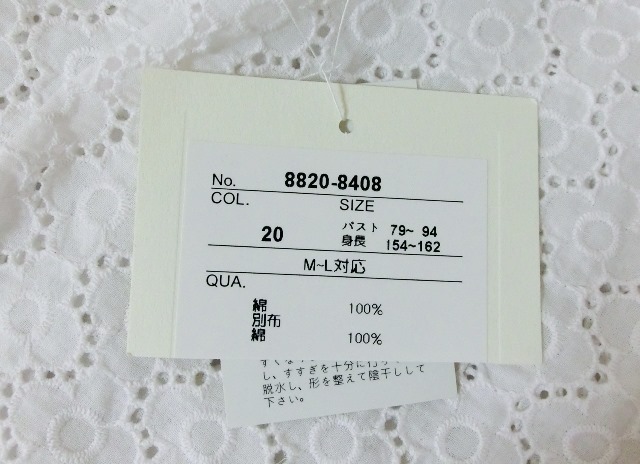 No. 8820-8408
COL. SIZE
20 バスト 79~ 94
身長 154~162
M~L対応
QUA.
綿 100%
別布
綿 100%
し、すすぎを十分に行っ
脱水し、形を整えて陰干しして
下さい。